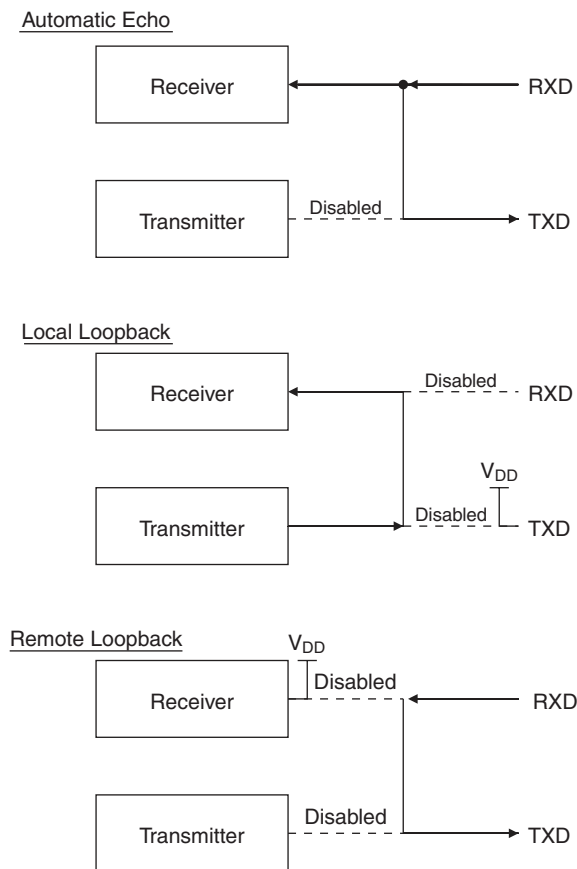 Automatic Echo
Receiver
RXD
Transmitter
Disabled
TXD
Local Loopback
Receiver
Disabled
RXD
VDD
Transmitter
Disabled
TXD
Remote Loopback
VDD
Receiver
Disabled
RXD
Transmitter
Disabled
TXD